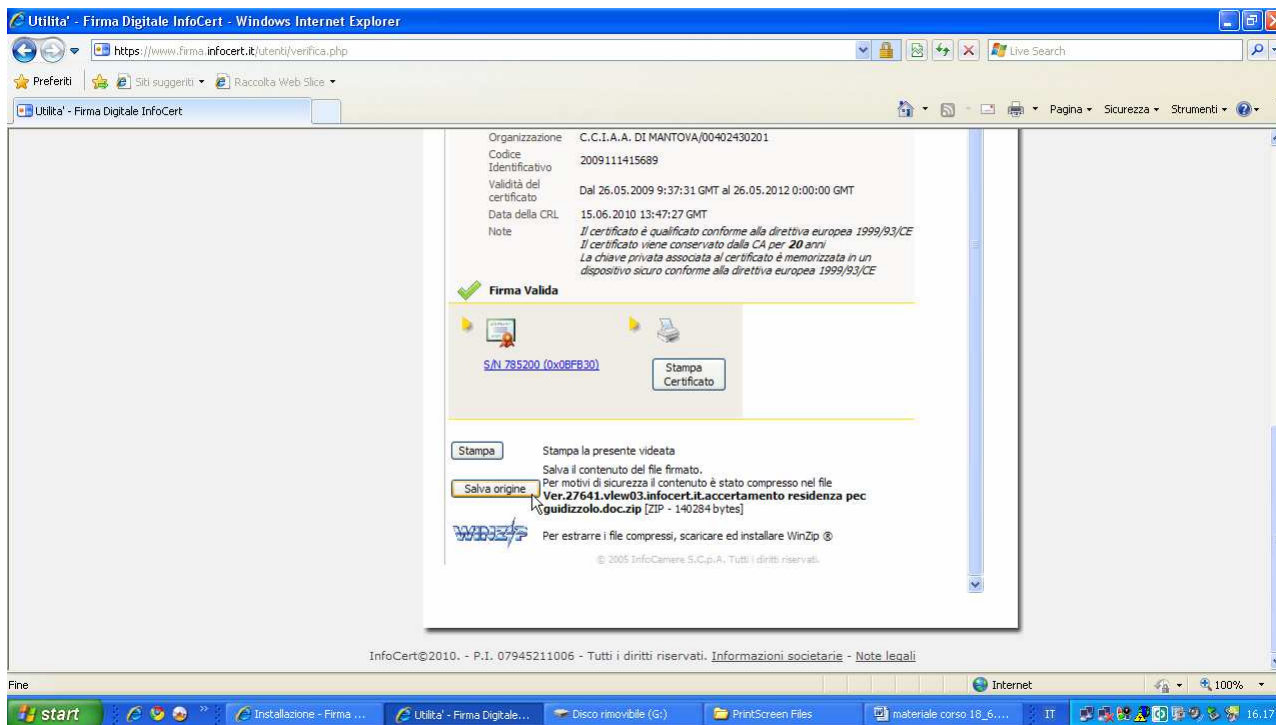 Utilita' - Firma Digitale InfoCert - Windows Internet Explorer
https://www.firma.infocert.it/utenti/verifica.php
Live Search
Preferiti
Siti suggeriti
Raccolta Web Slice
Utilita' - Firma Digitale InfoCert
Pagina
Sicurezza
Strumenti
Organizzazione C.C.I.A.A. DI MANTOVA/00402430201
Codice
Identificativo
2009111415689
Validità del
certificato
Dal 26.05.2009 9:37:31 GMT al 26.05.2012 0:00:00 GMT
Data della CRL 15.06.2010 13:47:27 GMT
Note Il certificato è qualificato conforme alla direttiva europea 1999/93/CE
Il certificato viene conservato dalla CA per 20 anni
La chiave privata associata al certificato è memorizzata in un
dispositivo sicuro conforme alla direttiva europea 1999/93/CE
Firma Valida
S/N 785200 (0x0BFB30)
Stampa
Certificato
Stampa Stampa la presente videata
Salva il contenuto del file firmato.
Salva origine Per motivi di sicurezza il contenuto è stato compresso nel file
Ver.27641.vlew03.infocert.it.accertamento residenza pec
guidizzolo.doc.zip [ZIP - 140284 bytes]
WINZIP Per estrarre i file compressi, scaricare ed installare WinZip ®
© 2005 InfoCamere S.C.p.A. Tutti i diritti riservati.
InfoCert©2010. - P.I. 07945211006 - Tutti i diritti riservati. Informazioni societarie - Note legali
Fine Internet 100%
start Installazione - Firma ... Utilita' - Firma Digitale... Disco rimovibile (G:) PrintScreen Files materiale corso 18_6.... IT 16.17